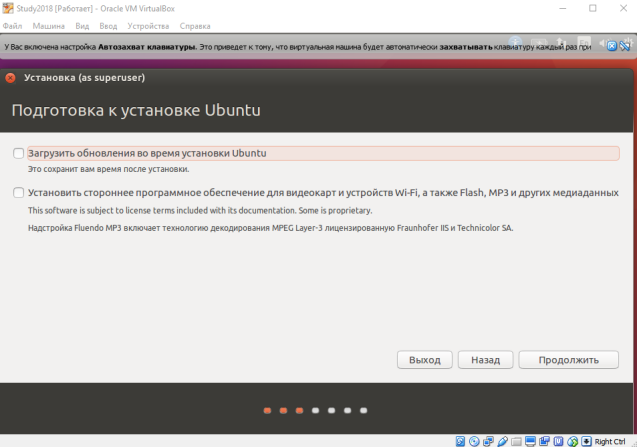 Study2018 [Работает] - Oracle VM VirtualBox
Файл Машина Вид Ввод Устройства Справка
У Вас включена настройка Автозахват клавиатуры. Это приведет к тому, что виртуальная машина будет автоматически захватывать клавиатуру каждый раз при
Установка (as superuser)
Подготовка к установке Ubuntu
Загрузить обновления во время установки Ubuntu
Это сохранит вам время после установки.
Установить стороннее программное обеспечение для видеокарт и устройств Wi-Fi, а также Flash, MP3 и других медиаданных
This software is subject to license terms included with its documentation. Some is proprietary.
Надстройка Fluendo MP3 включает технологию декодирования MPEG Layer-3 лицензированную Fraunhofer IIS и Technicolor SA.
Выход Назад Продолжить
Right Ctrl